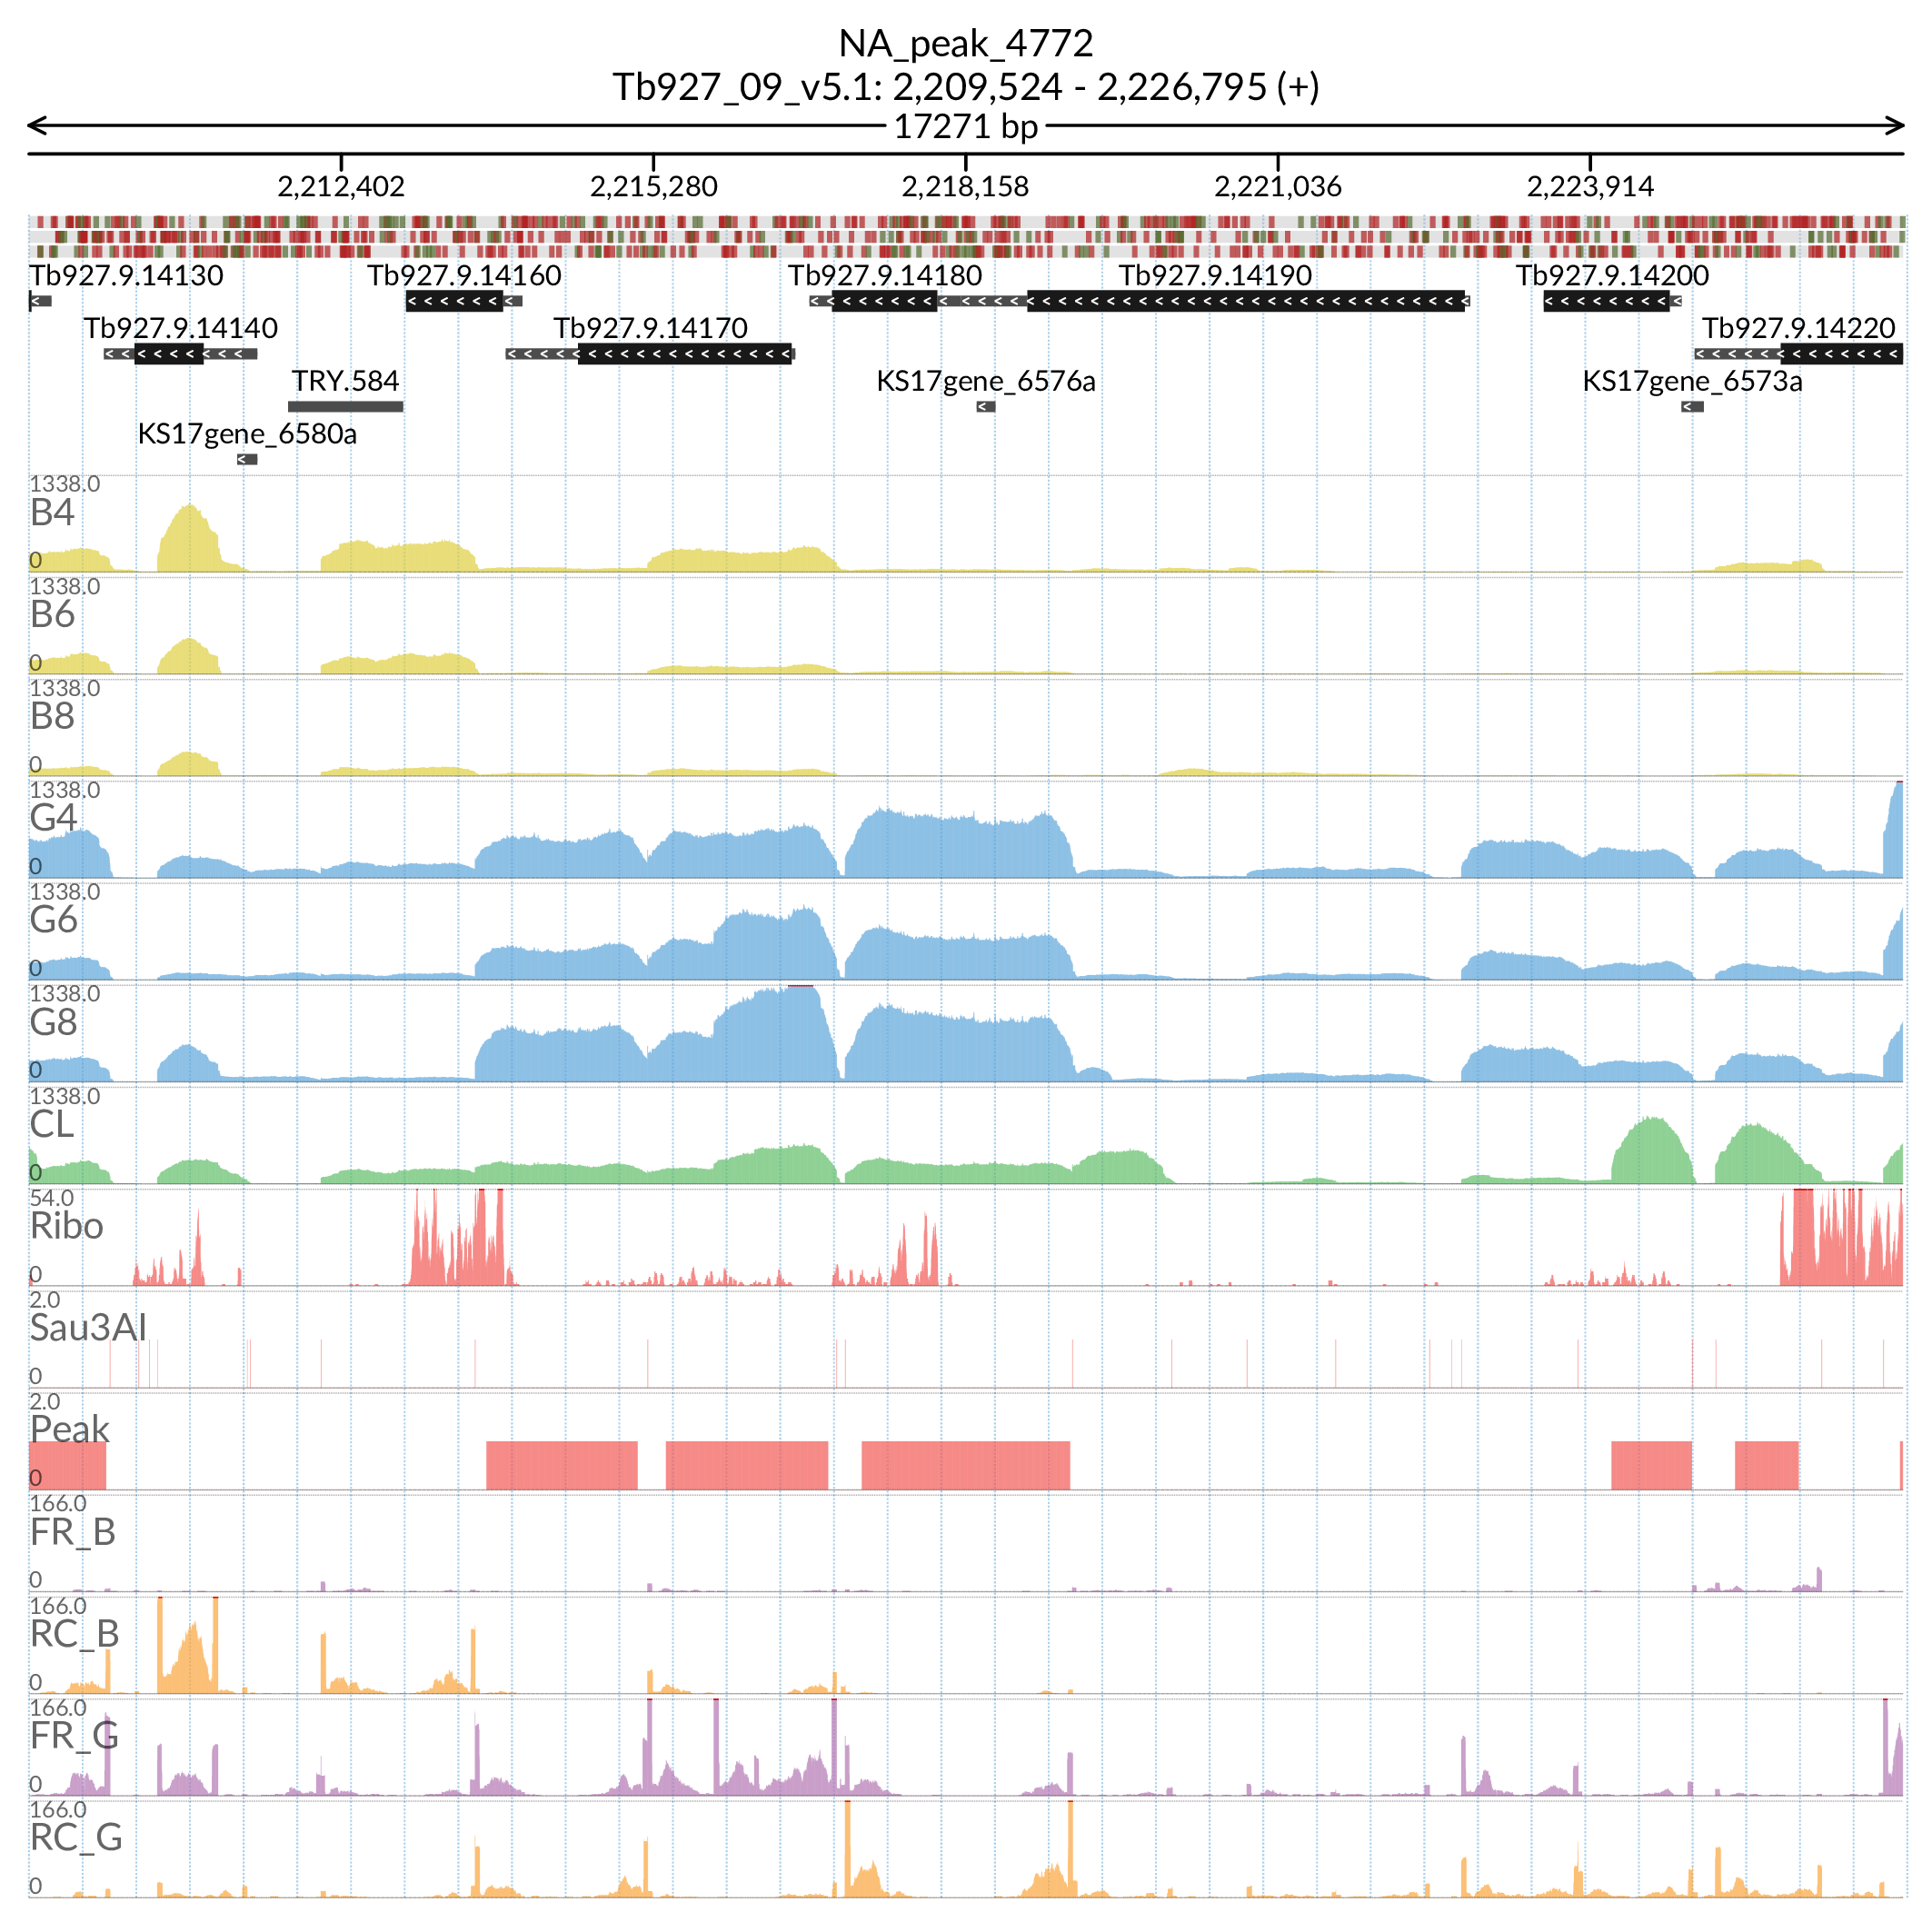 NA_peak_4772
Tb927_09_v5.1: 2,209,524 - 2,226,795 (+)
17271 bp
2,212,402 2,215,280 2,218,158 2,221,036 2,223,914
Tb927.9.14130 Tb927.9.14160 Tb927.9.14180 Tb927.9.14190 Tb927.9.14200
Tb927.9.14140 Tb927.9.14170 Tb927.9.14220
TRY.584 KS17gene_6576a KS17gene_6573a
KS17gene_6580a
1338.0
B4
0
1338.0
B6
0
1338.0
B8
0
1338.0
G4
0
1338.0
G6
0
1338.0
G8
0
1338.0
CL
0
54.0
Ribo
0
2.0
Sau3AI
0
2.0
Peak
0
166.0
FR_B
0
166.0
RC_B
0
166.0
FR_G
0
166.0
RC_G
0